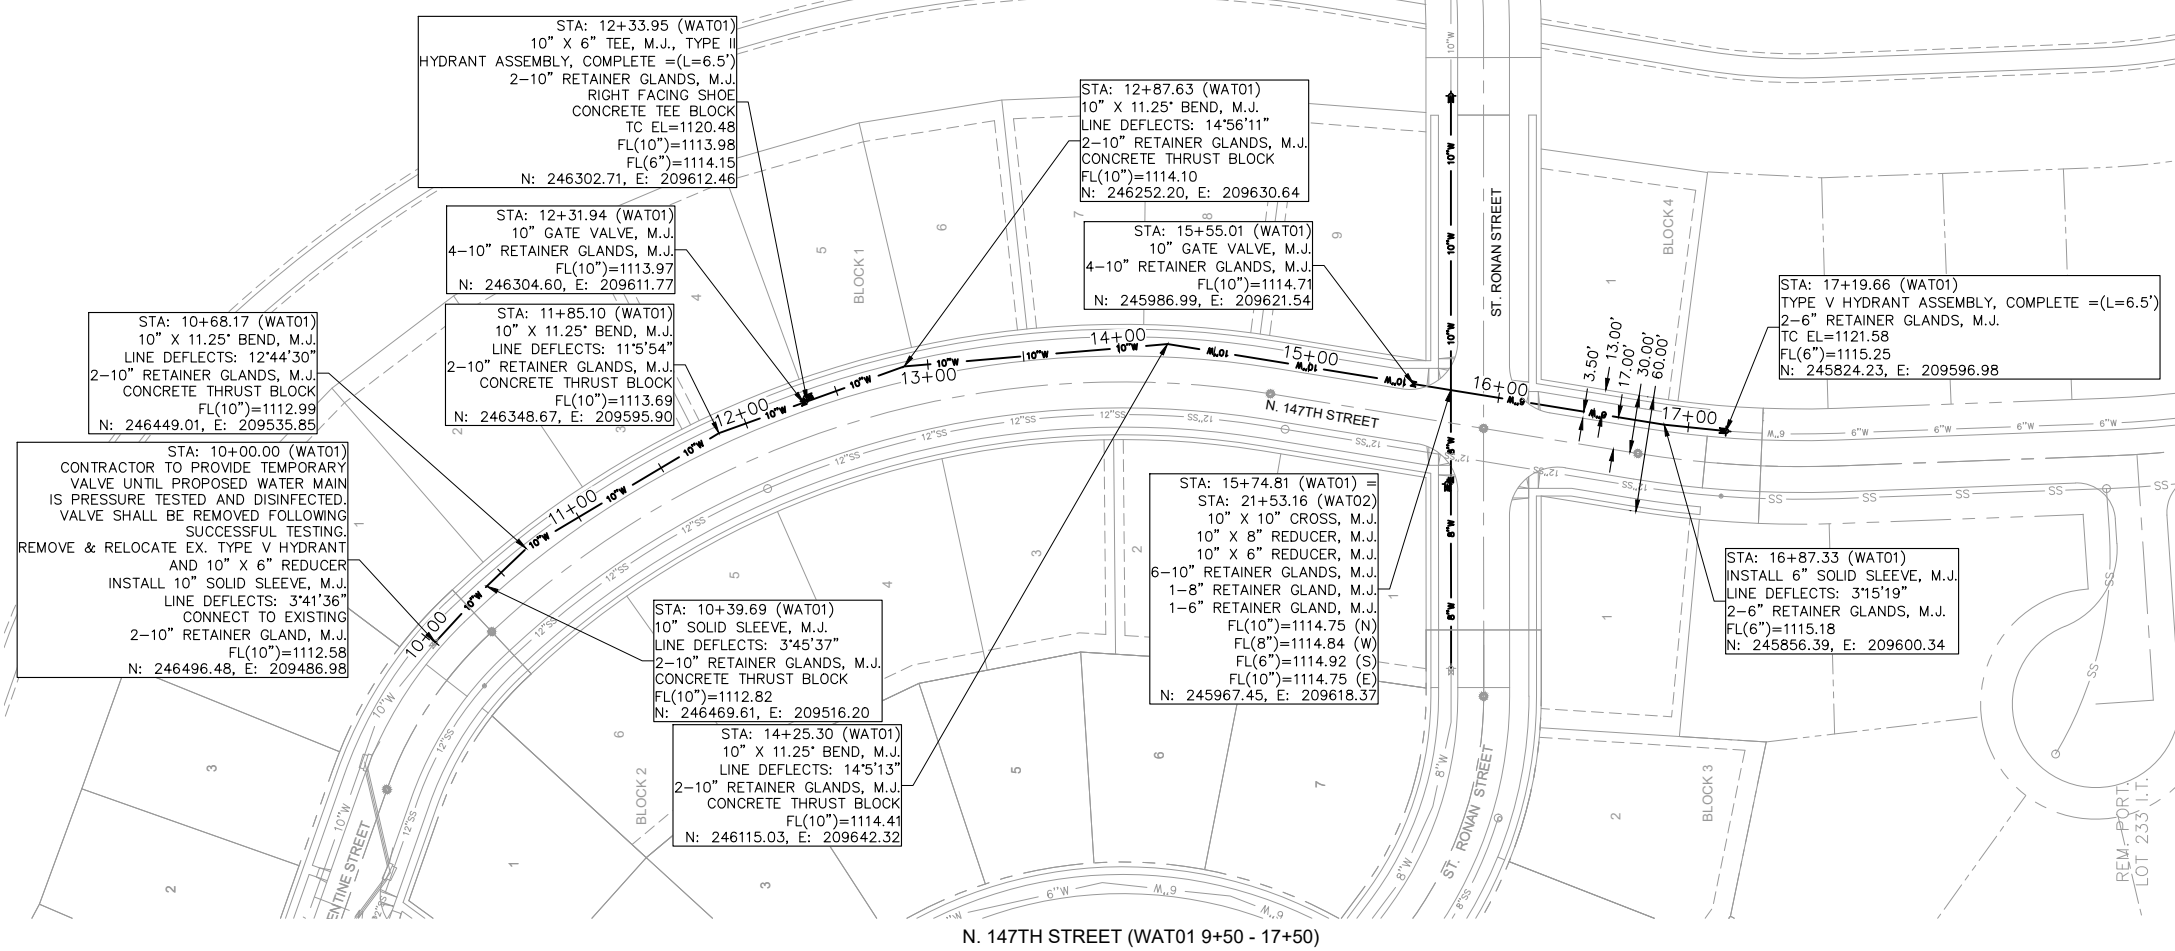 STA: 12+33.95 (WAT01)
10” X 6” TEE, M.J., TYPE II
HYDRANT ASSEMBLY, COMPLETE =(L=6.5')
2–10” RETAINER GLANDS, M.J.
RIGHT FACING SHOE
CONCRETE TEE BLOCK
TC EL=1120.48
FL(10”)=1113.98
FL(6”)=1114.15
N: 246302.71, E: 209612.46
STA: 12+31.94 (WAT01)
10” GATE VALVE, M.J.
4–10” RETAINER GLANDS, M.J.
FL(10”)=1113.97
N: 246304.60, E: 209611.77
STA: 11+85.10 (WAT01)
10” X 11.25° BEND, M.J.
LINE DEFLECTS: 11°5'54”
2–10” RETAINER GLANDS, M.J.
CONCRETE THRUST BLOCK
FL(10”)=1113.69
N: 246348.67, E: 209595.90
STA: 10+68.17 (WAT01)
10” X 11.25° BEND, M.J.
LINE DEFLECTS: 12°44'30”
2–10” RETAINER GLANDS, M.J.
CONCRETE THRUST BLOCK
FL(10”)=1112.99
N: 246449.01, E: 209535.85
STA: 10+00.00 (WAT01)
CONTRACTOR TO PROVIDE TEMPORARY
VALVE UNTIL PROPOSED WATER MAIN
IS PRESSURE TESTED AND DISINFECTED.
VALVE SHALL BE REMOVED FOLLOWING
SUCCESSFUL TESTING.
REMOVE & RELOCATE EX. TYPE V HYDRANT
AND 10” X 6” REDUCER
INSTALL 10” SOLID SLEEVE, M.J.
LINE DEFLECTS: 3°41'36”
CONNECT TO EXISTING
2–10” RETAINER GLAND, M.J.
FL(10”)=1112.58
N: 246496.48, E: 209486.98
STA: 12+87.63 (WAT01)
10” X 11.25° BEND, M.J.
LINE DEFLECTS: 14°56'11”
2–10” RETAINER GLANDS, M.J.
CONCRETE THRUST BLOCK
FL(10”)=1114.10
N: 246252.20, E: 209630.64
STA: 15+55.01 (WAT01)
10” GATE VALVE, M.J.
4–10” RETAINER GLANDS, M.J.
FL(10”)=1114.71
N: 245986.99, E: 209621.54
STA: 17+19.66 (WAT01)
TYPE V HYDRANT ASSEMBLY, COMPLETE =(L=6.5')
2–6” RETAINER GLANDS, M.J.
TC EL=1121.58
FL(6”)=1115.25
N: 245824.23, E: 209596.98
STA: 10+39.69 (WAT01)
10” SOLID SLEEVE, M.J.
LINE DEFLECTS: 3°45'37”
2–10” RETAINER GLANDS, M.J.
CONCRETE THRUST BLOCK
FL(10”)=1112.82
N: 246469.61, E: 209516.20
STA: 14+25.30 (WAT01)
10” X 11.25° BEND, M.J.
LINE DEFLECTS: 14°5'13”
2–10” RETAINER GLANDS, M.J.
CONCRETE THRUST BLOCK
FL(10”)=1114.41
N: 246115.03, E: 209642.32
STA: 15+74.81 (WAT01) =
STA: 21+53.16 (WAT02)
10” X 10” CROSS, M.J.
10” X 8” REDUCER, M.J.
10” X 6” REDUCER, M.J.
6–10” RETAINER GLANDS, M.J.
1–8” RETAINER GLAND, M.J.
1–6” RETAINER GLAND, M.J.
FL(10”)=1114.75 (N)
FL(8”)=1114.84 (W)
FL(6”)=1114.92 (S)
FL(10”)=1114.75 (E)
N: 245967.45, E: 209618.37
STA: 16+87.33 (WAT01)
INSTALL 6” SOLID SLEEVE, M.J.
LINE DEFLECTS: 3°15'19”
2–6” RETAINER GLANDS, M.J.
FL(6”)=1115.18
N: 245856.39, E: 209600.34
10+00
11+00
12+00
13+00
14+00
15+00
16+00
17+00
3.50'
13.00'
17.00'
30.00'
60.00'
N. 147TH STREET
ST. RONAN STREET
ST. RONAN STREET
ENTINE STREET
BLOCK 1
BLOCK 2
BLOCK 3
BLOCK 4
REM. PORT.
LOT 233 I.T.
N. 147TH STREET (WAT01 9+50 - 17+50)